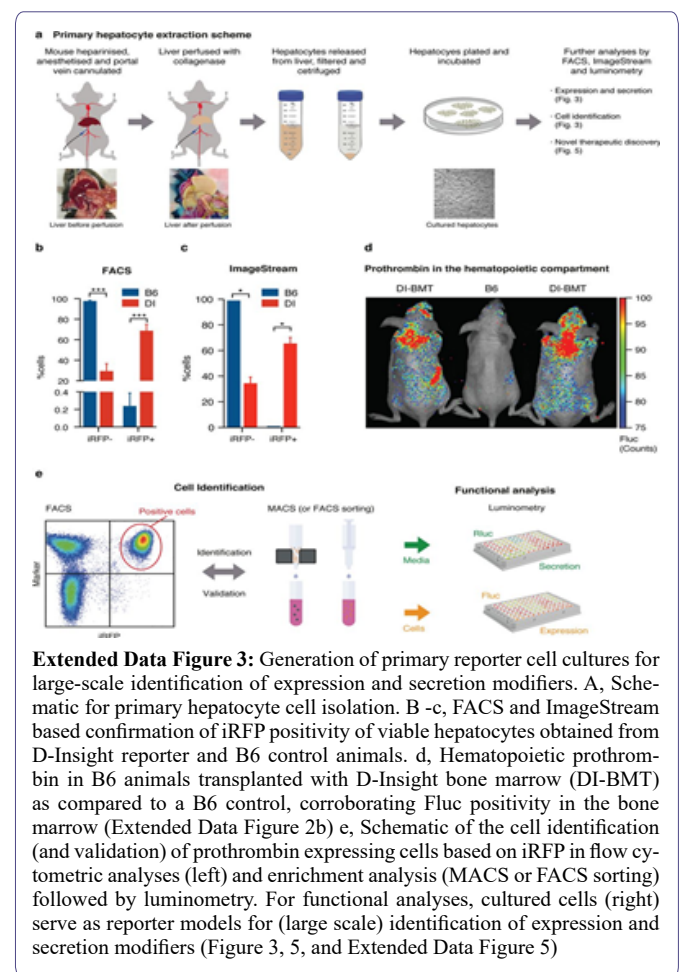 a Primary hepatocyte extraction scheme
Mouse heparinised,
anesthetised and portal
vein cannulated
Liver perfused with
collagenase
Hepatocytes released
from liver, filtered and
cetrifuged
Hepatocyes plated and
incubated
Further analyses by
FACS, ImageStream
and luminometry
· Expression and secretion
(Fig. 3)
· Cell identification
(Fig. 3)
· Novel therapeutic discovery
(Fig. 5)
Liver before perfusion
Liver after perfusion
Cultured hepatocytes
b
FACS
B6
DI
***
***
%cells
100
80
60
40
20
0.4
0.2
0.0
iRFP-
iRFP+
c
ImageStream
B6
DI
*
*
%cells
100
80
60
40
20
0
iRFP-
iRFP+
d
Prothrombin in the hematopoietic compartment
DI-BMT
B6
DI-BMT
100
95
90
85
80
75
Fluc
(Counts)
e
Cell Identification
Functional analysis
FACS
Positive cells
Marker
iRFP
Identification
Validation
MACS (or FACS sorting)
Luminometry
Media
Rluc
Secretion
Cells
Fluc
Expression
Extended Data Figure 3: Generation of primary reporter cell cultures for
large-scale identification of expression and secretion modifiers. A, Sche-
matic for primary hepatocyte cell isolation. B -c, FACS and ImageStream
based confirmation of iRFP positivity of viable hepatocytes obtained from
D-Insight reporter and B6 control animals. d, Hematopoietic prothrom-
bin in B6 animals transplanted with D-Insight bone marrow (DI-BMT)
as compared to a B6 control, corroborating Fluc positivity in the bone
marrow (Extended Data Figure 2b) e, Schematic of the cell identification
(and validation) of prothrombin expressing cells based on iRFP in flow cy-
tometric analyses (left) and enrichment analysis (MACS or FACS sorting)
followed by luminometry. For functional analyses, cultured cells (right)
serve as reporter models for (large scale) identification of expression and
secretion modifiers (Figure 3, 5, and Extended Data Figure 5)